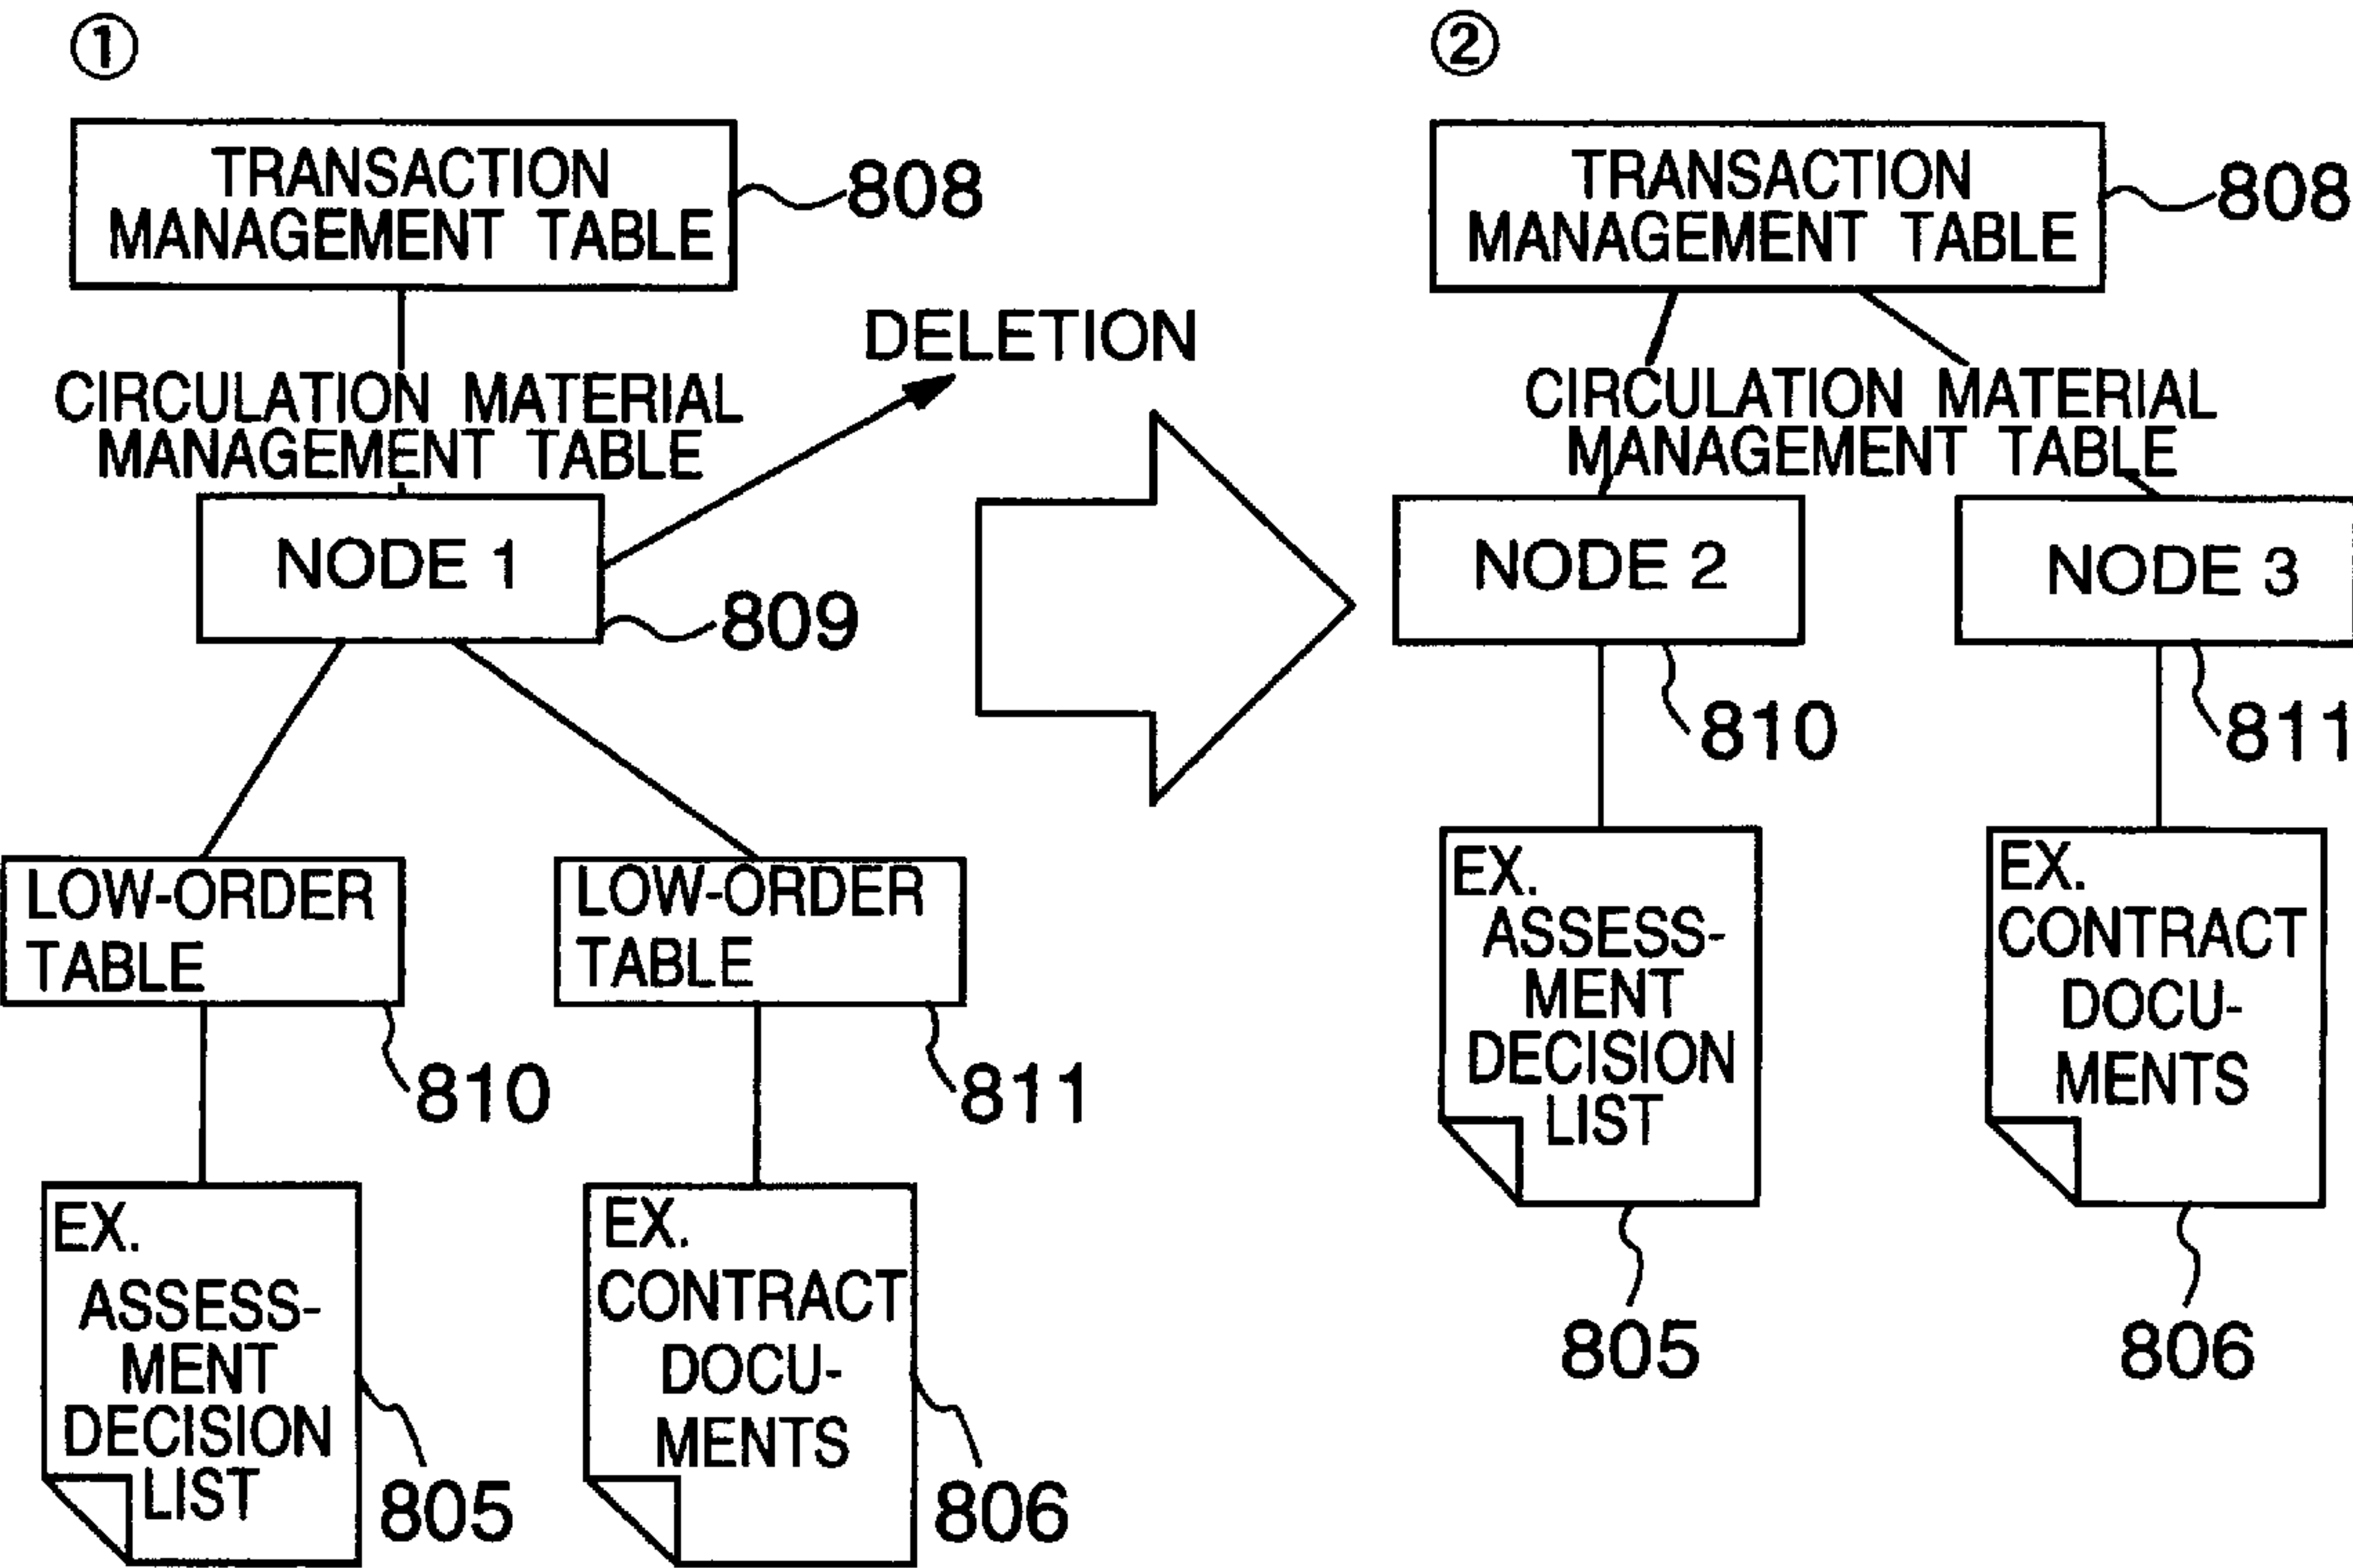 ①
TRANSACTION
MANAGEMENT TABLE
808
DELETION
CIRCULATION MATERIAL
MANAGEMENT TABLE
NODE 1
809
LOW-ORDER
TABLE
810
LOW-ORDER
TABLE
811
EX.
ASSESS-
MENT
DECISION
LIST
805
EX.
CONTRACT
DOCU-
MENTS
806
②
TRANSACTION
MANAGEMENT TABLE
808
CIRCULATION MATERIAL
MANAGEMENT TABLE
NODE 2
810
NODE 3
811
EX.
ASSESS-
MENT
DECISION
LIST
805
EX.
CONTRACT
DOCU-
MENTS
806